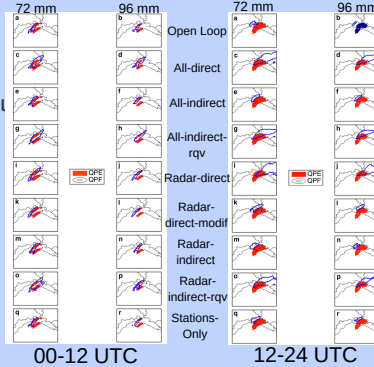 72 mm 96 mm 72 mm 96 mm
a b Open Loop a b
c d All-direct c d
e f All-indirect e f
g h All-indirect- g h
rqv
i j Radar-direct i j
QPE
QPF
QPE
QPF
k l Radar- k l
direct-modif
m n Radar- m n
indirect
o p Radar- o p
indirect-rqv
q r Stations- q r
Only
00-12 UTC 12-24 UTC